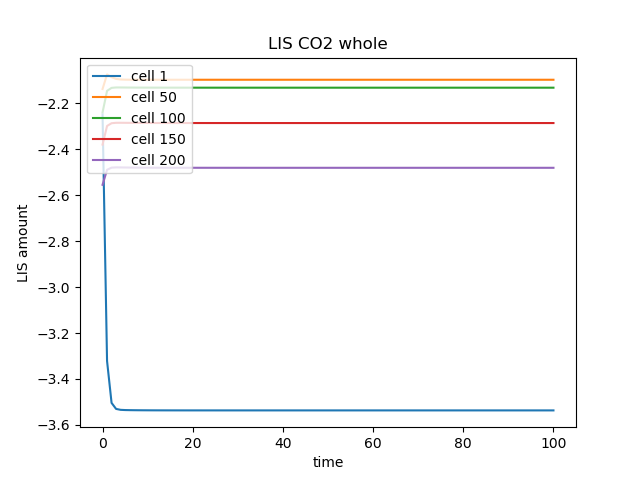 LIS CO2 whole
cell 1
cell 50
cell 100
cell 150
cell 200
LIS amount
−2.2
−2.4
−2.6
−2.8
−3.0
−3.2
−3.4
−3.6
0 20 40 60 80 100
time